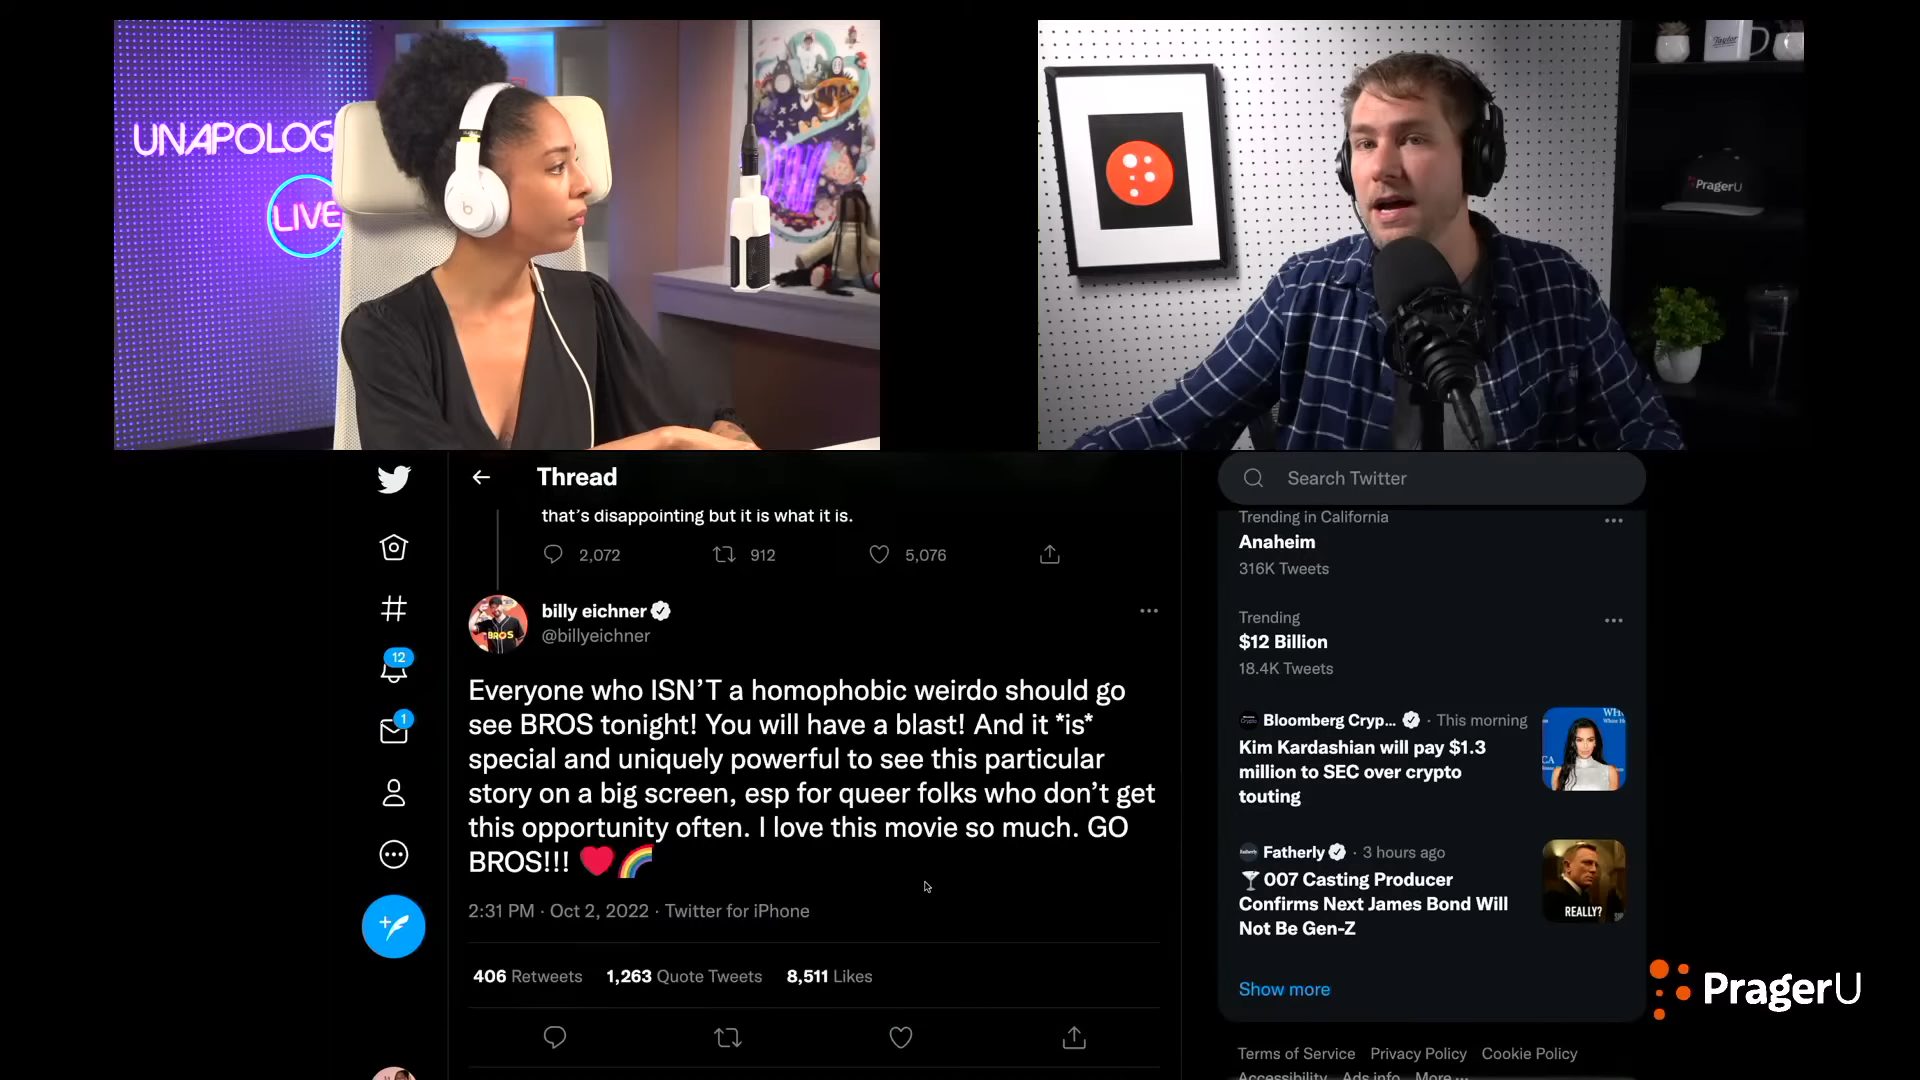 UNAPOLOG
LIVE
Taylor
PragerU
Thread
that's disappointing but it is what it is.
2,072
912
5,076
billy eichner
@billyeichner
BROS
Everyone who ISN'T a homophobic weirdo should go
see BROS tonight! You will have a blast! And it *is*
special and uniquely powerful to see this particular
story on a big screen, esp for queer folks who don't get
this opportunity often. I love this movie so much. GO
BROS!!! ❤️🌈
2:31 PM · Oct 2, 2022 · Twitter for iPhone
406 Retweets 1,263 Quote Tweets 8,511 Likes
12
1
Search Twitter
Trending in California
Anaheim
316K Tweets
Trending
$12 Billion
18.4K Tweets
Bloomberg Cryp... · This morning
Kim Kardashian will pay $1.3
million to SEC over crypto
touting
Fatherly · 3 hours ago
🍸 007 Casting Producer
Confirms Next James Bond Will
Not Be Gen-Z
REALLY?
Show more
PragerU
Terms of Service Privacy Policy Cookie Policy
Accessibility Ads info More ...